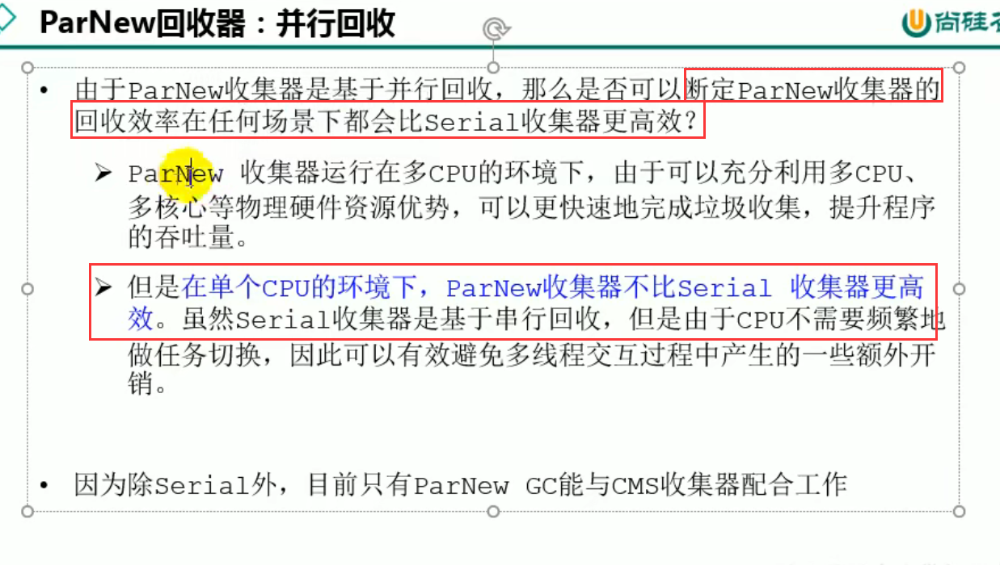 ParNew回收器：并行回收
尚硅
• 由于ParNew收集器是基于并行回收，那么是否可以断定ParNew收集器的
回收效率在任何场景下都会比Serial收集器更高效？
➢ ParNew 收集器运行在多CPU的环境下，由于可以充分利用多CPU、
多核心等物理硬件资源优势，可以更快速地完成垃圾收集，提升程序
的吞吐量。
➢ 但是在单个CPU的环境下，ParNew收集器不比Serial 收集器更高
效。虽然Serial收集器是基于串行回收，但是由于CPU不需要频繁地
做任务切换，因此可以有效避免多线程交互过程中产生的一些额外开
销。
• 因为除Serial外，目前只有ParNew GC能与CMS收集器配合工作